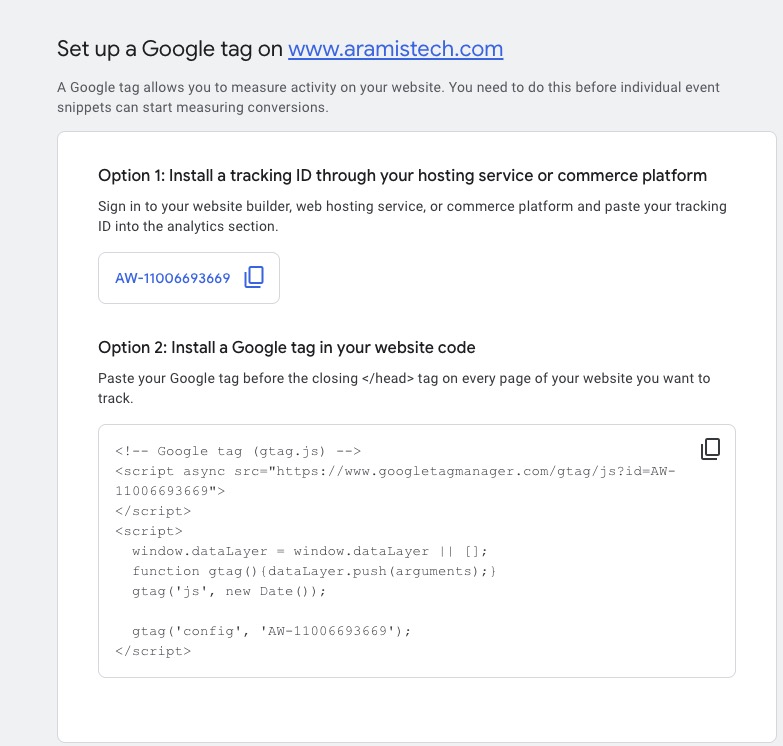 Set up a Google tag on www.aramistech.com
A Google tag allows you to measure activity on your website. You need to do this before individual event
snippets can start measuring conversions.
Option 1: Install a tracking ID through your hosting service or commerce platform
Sign in to your website builder, web hosting service, or commerce platform and paste your tracking
ID into the analytics section.
AW-11006693669
Option 2: Install a Google tag in your website code
Paste your Google tag before the closing </head> tag on every page of your website you want to
track.
<!-- Google tag (gtag.js) -->
<script async src="https://www.googletagmanager.com/gtag/js?id=AW-
11006693669">
</script>
<script>
  window.dataLayer = window.dataLayer || [];
  function gtag(){dataLayer.push(arguments);}
  gtag('js', new Date());

  gtag('config', 'AW-11006693669');
</script>